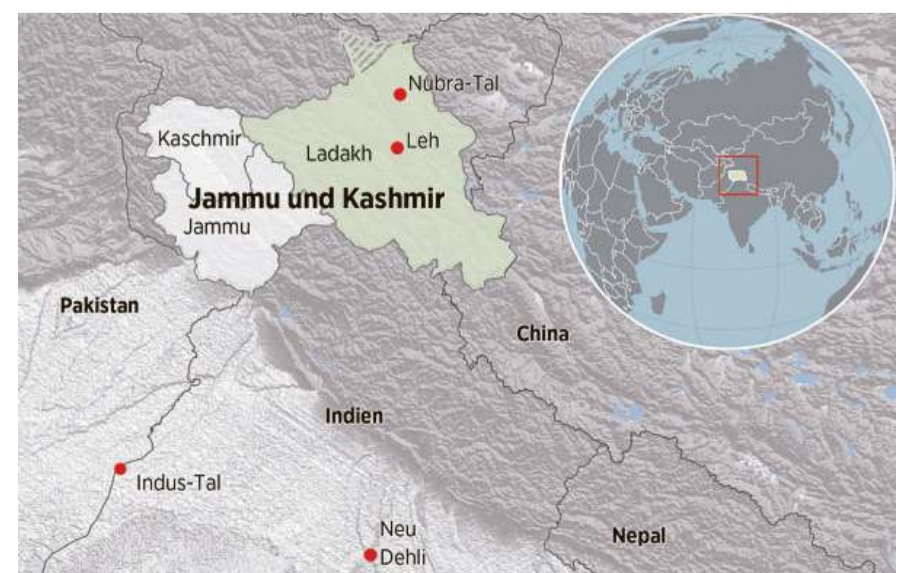 Nubra-Tal
Kaschmir
Ladakh
Leh
Jammu und Kashmir
Jammu
Pakistan
China
Indien
Indus-Tal
Neu
Dehli
Nepal